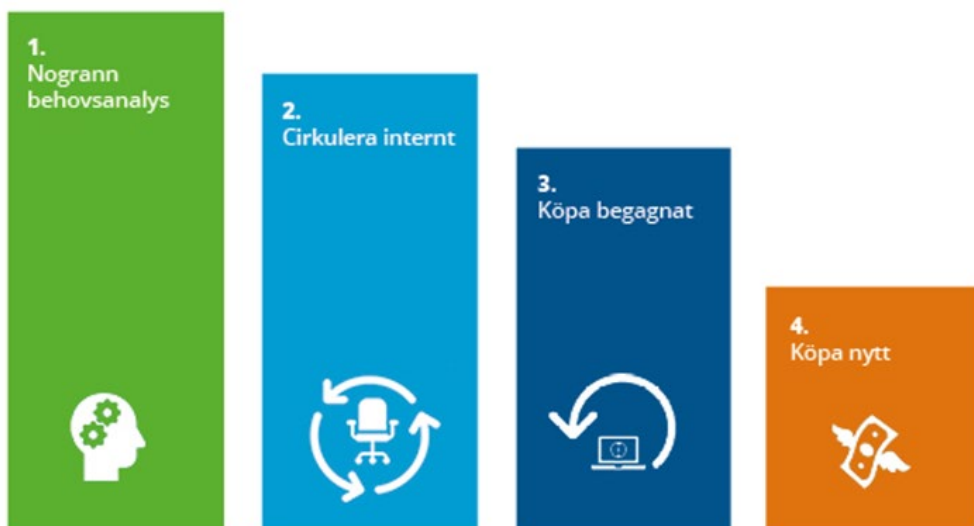 1.
Nogrann
behovsanalys
2.
Cirkulera internt
3.
Köpa begagnat
4.
Köpa nytt